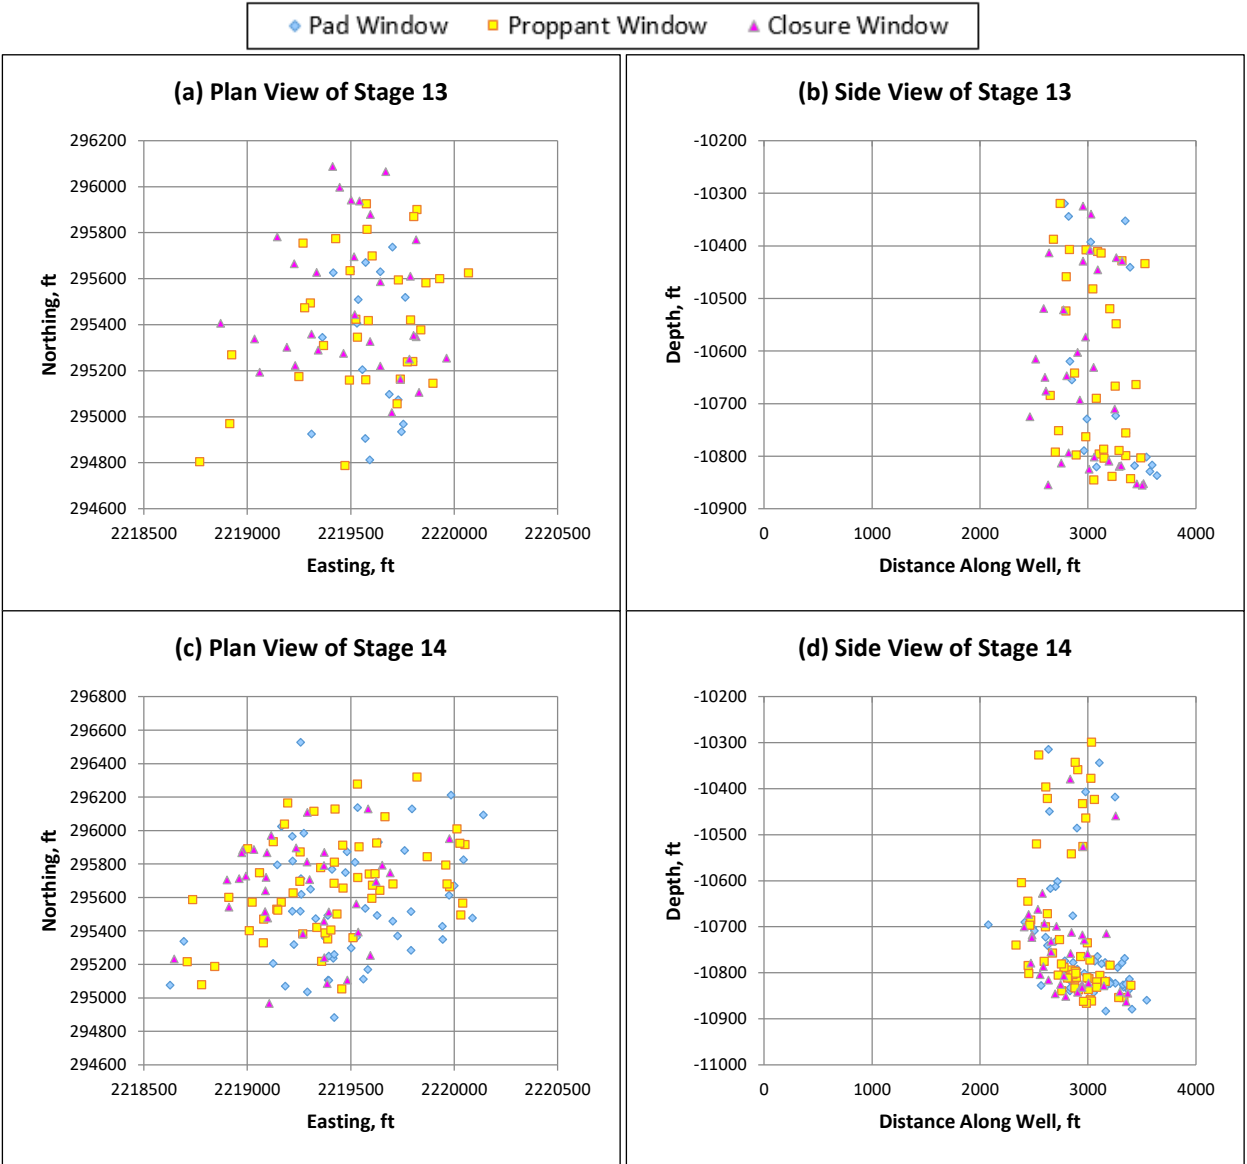 Pad Window Proppant Window Closure Window
(a) Plan View of Stage 13
296200
296000
295800
295600
295400
295200
295000
294800
294600
Northing, ft
2218500 2219000 2219500 2220000 2220500
Easting, ft
(b) Side View of Stage 13
-10200
-10300
-10400
-10500
-10600
-10700
-10800
-10900
Depth, ft
0 1000 2000 3000 4000
Distance Along Well, ft
(c) Plan View of Stage 14
296800
296600
296400
296200
296000
295800
295600
295400
295200
295000
294800
294600
Northing, ft
2218500 2219000 2219500 2220000 2220500
Easting, ft
(d) Side View of Stage 14
-10200
-10300
-10400
-10500
-10600
-10700
-10800
-10900
-11000
Depth, ft
0 1000 2000 3000 4000
Distance Along Well, ft